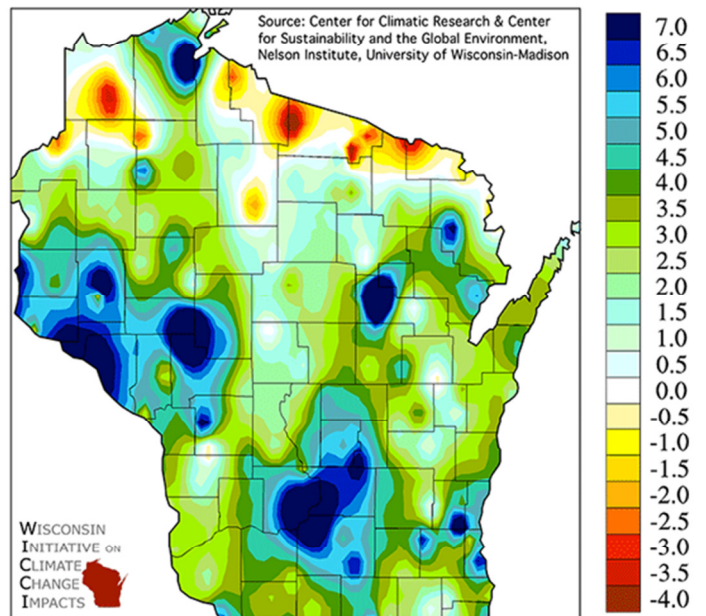 Source: Center for Climatic Research & Center
for Sustainability and the Global Environment,
Nelson Institute, University of Wisconsin-Madison
7.0
6.5
6.0
5.5
5.0
4.5
4.0
3.5
3.0
2.5
2.0
1.5
1.0
0.5
0.0
-0.5
-1.0
-1.5
-2.0
-2.5
-3.0
-3.5
-4.0
WISCONSIN
INITIATIVE ON
CLIMATE
CHANGE
IMPACTS